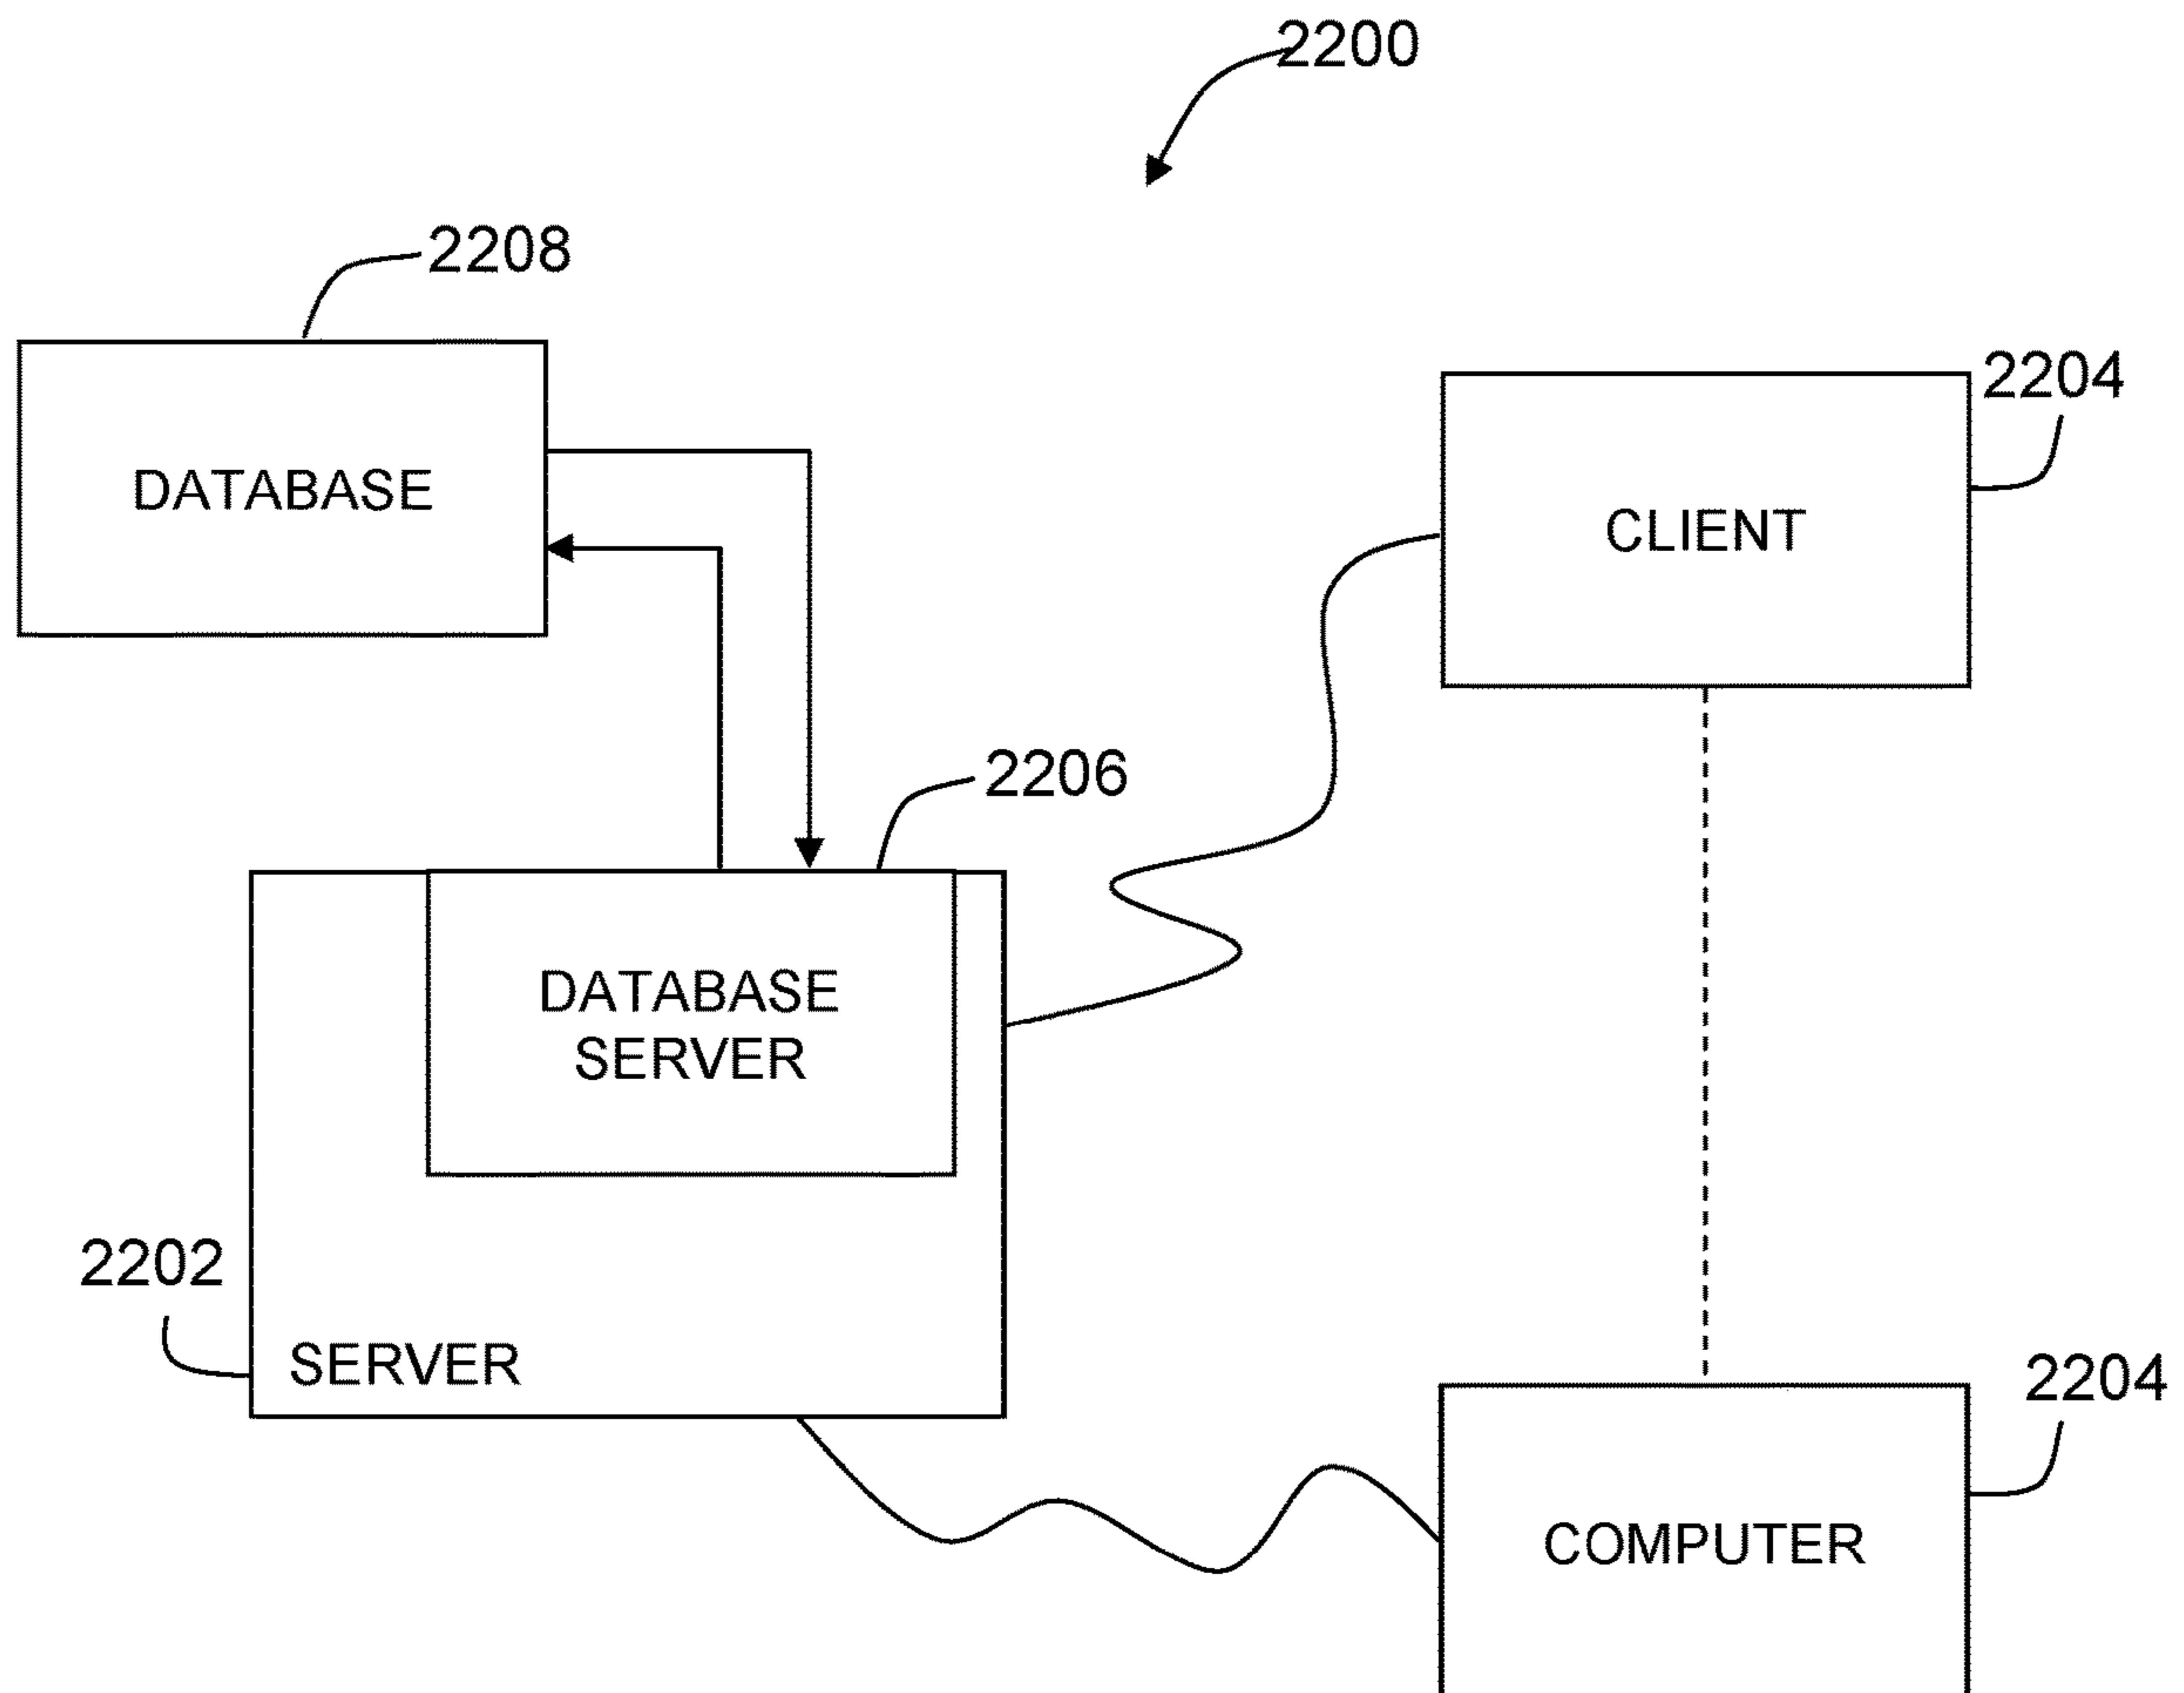 2200
2208
2204
DATABASE
CLIENT
2206
DATABASE
SERVER
2202
SERVER
2204
COMPUTER